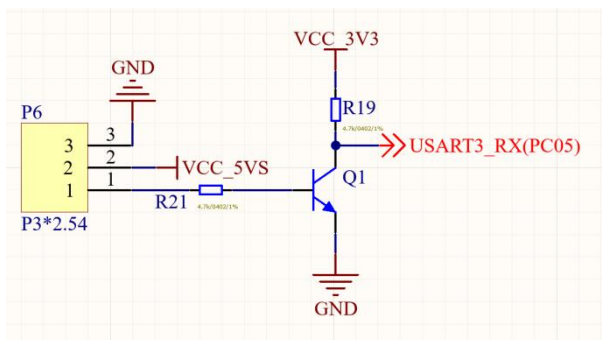 VCC_3V3
GND
R19
4.7k/0402/1%
P6
3 3
2 2
1 1
VCC_5VS
USART3_RX(PC05)
Q1
R21
4.7k/0402/1%
P3*2.54
GND